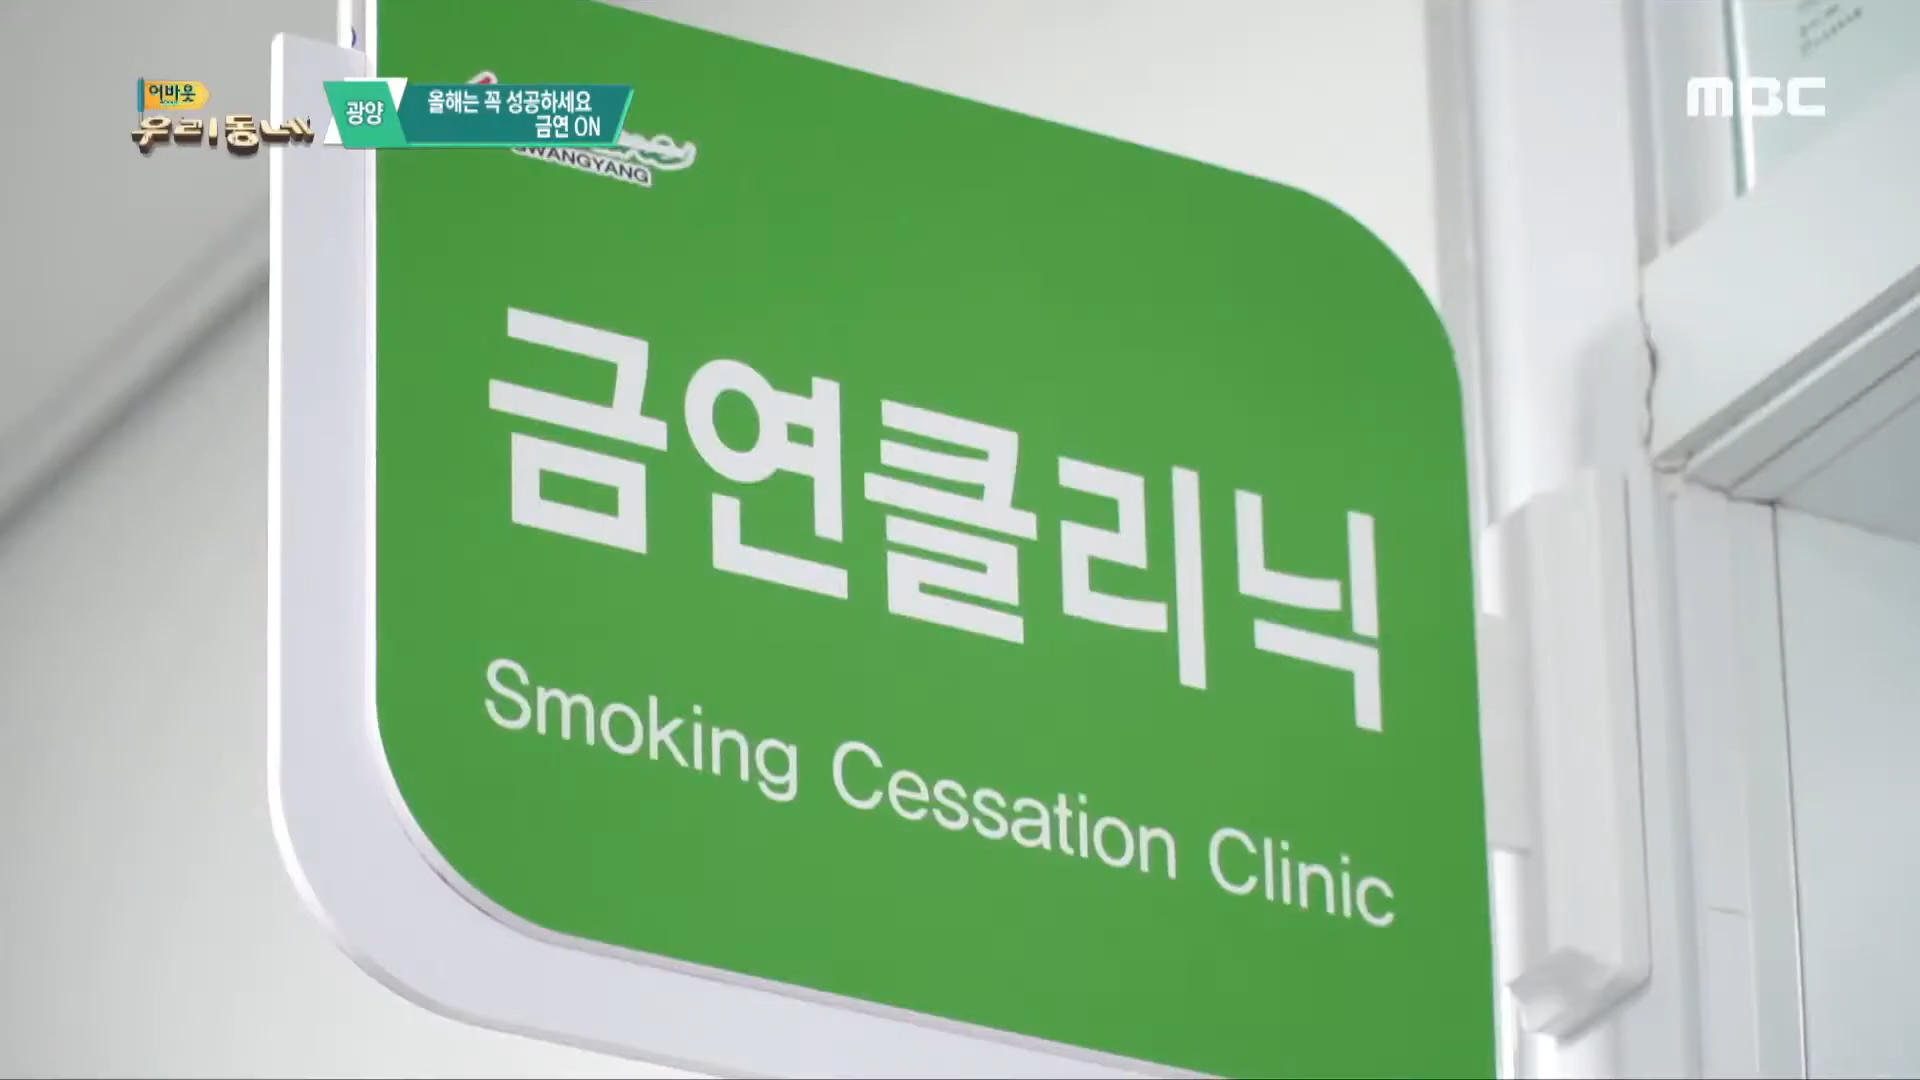 어바웃
우리동네
광양
올해는 꼭 성공하세요
금연 ON
MBC
GWANGYANG
금연클리닉
Smoking Cessation Clinic